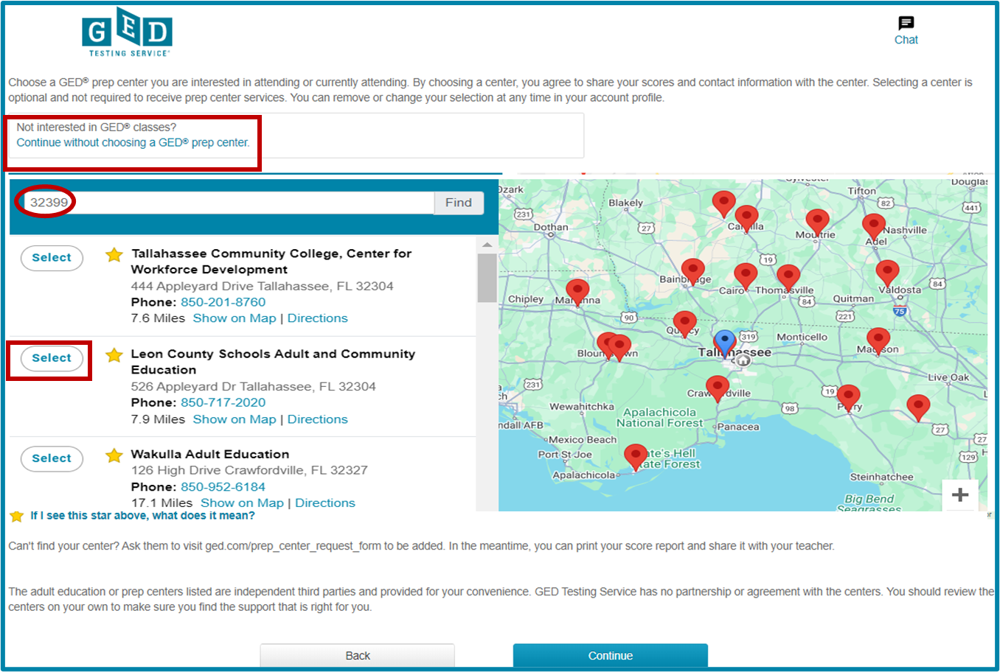 GED
TESTING SERVICE®
Chat
Choose a GED® prep center you are interested in attending or currently attending. By choosing a center, you agree to share your scores and contact information with the center. Selecting a center is
optional and not required to receive prep center services. You can remove or change your selection at any time in your account profile.
Not interested in GED® classes?
Continue without choosing a GED® prep center.
32399
Find
Select
Tallahassee Community College, Center for
Workforce Development
444 Appleyard Drive Tallahassee, FL 32304
Phone: 850-201-8760
7.6 Miles Show on Map | Directions
Select
Leon County Schools Adult and Community
Education
526 Appleyard Dr Tallahassee, FL 32304
Phone: 850-717-2020
7.9 Miles Show on Map | Directions
Select
Wakulla Adult Education
126 High Drive Crawfordville, FL 32327
Phone: 850-952-6184
17.1 Miles Show on Map | Directions
If I see this star above, what does it mean?
Ozark
Sylvester
Douglas
Tifton
Blakely
82
231
441
Dothan
27
Nashville
Moultrie
Adel
19
Bainbridge
Cairo
Thomasville
84
Valdosta
84
Chipley
Quitman
75
90
221
Quincy
319
Monticello
Madison
Tallahassee
231
Live Oak
Crawfordville
19
Perry
Wewahitchka
98
Apalachicola
National Forest
ndall AFB
Panacea
27
Mexico Beach
27
Port St Joe
129
State Forest
Apalachicola
Steinhatchee
Big Bend
Seagrasses
+
Can't find your center? Ask them to visit ged.com/prep_center_request_form to be added. In the meantime, you can print your score report and share it with your teacher.
The adult education or prep centers listed are independent third parties and provided for your convenience. GED Testing Service has no partnership or agreement with the centers. You should review the
centers on your own to make sure you find the support that is right for you.
Back
Continue